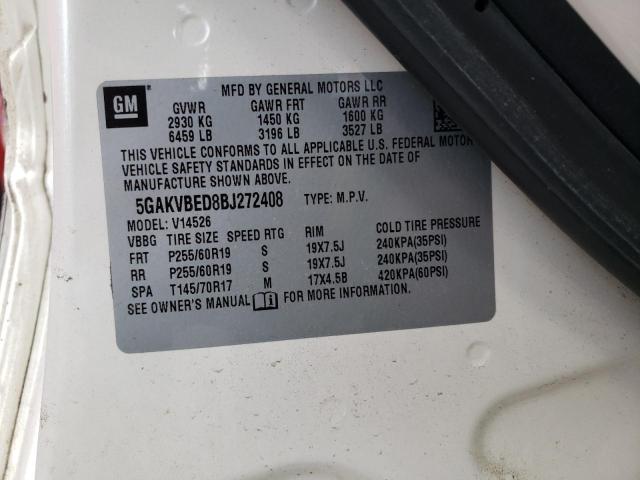 MFD BY GENERAL MOTORS LLC
GM
GVWR GAWR FRT GAWR RR
2930 KG 1450 KG 1600 KG
6459 LB 3196 LB 3527 LB
THIS VEHICLE CONFORMS TO ALL APPLICABLE U.S. FEDERAL MOTOR
VEHICLE SAFETY STANDARDS IN EFFECT ON THE DATE OF
MANUFACTURE SHOWN ABOVE.
5GAKVBED8BJ272408 TYPE: M.P.V.
MODEL: V14526
VBBG TIRE SIZE SPEED RTG RIM COLD TIRE PRESSURE
FRT P255/60R19 S 19X7.5J 240KPA(35PSI)
RR P255/60R19 S 19X7.5J 240KPA(35PSI)
SPA T145/70R17 M 17X4.5B 420KPA(60PSI)
SEE OWNER'S MANUAL FOR MORE INFORMATION.